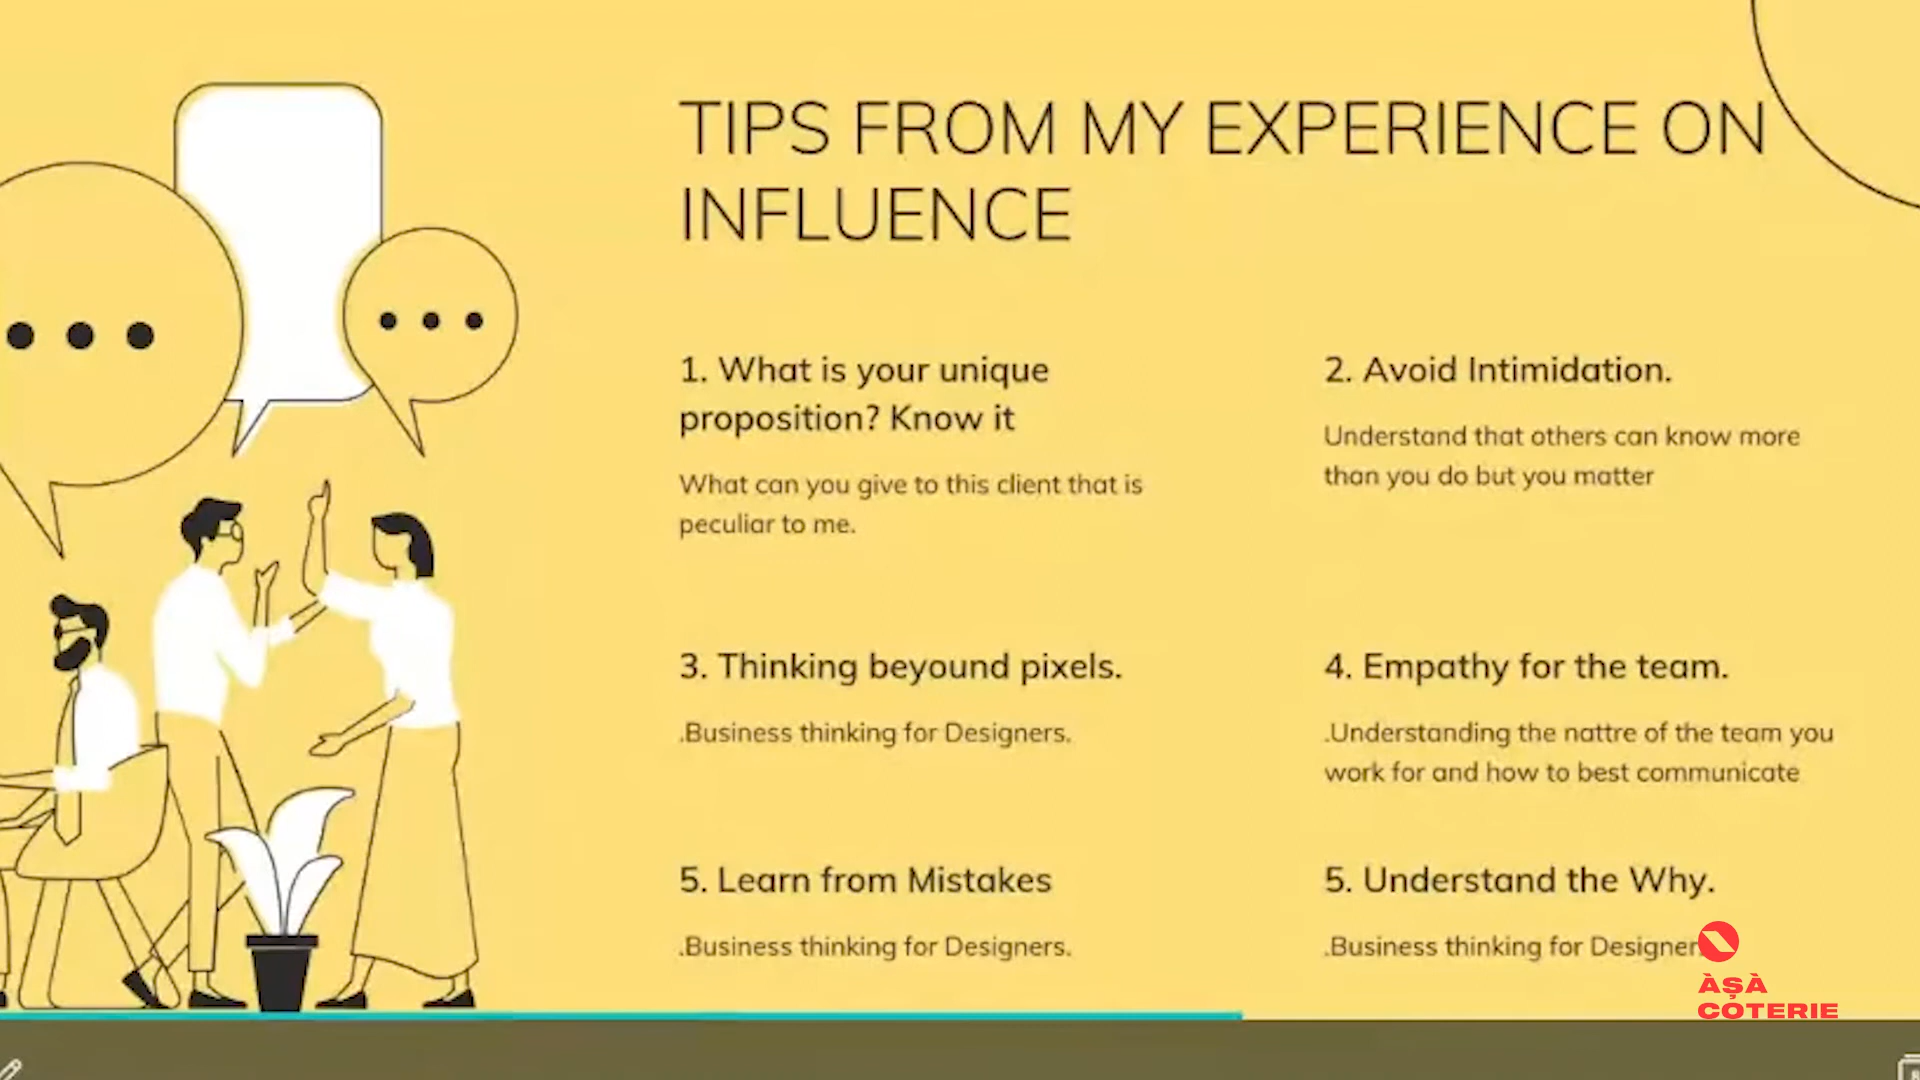 TIPS FROM MY EXPERIENCE ON
INFLUENCE
1. What is your unique
proposition? Know it
What can you give to this client that is
peculiar to me.
2. Avoid Intimidation.
Understand that others can know more
than you do but you matter
3. Thinking beyound pixels.
.Business thinking for Designers.
4. Empathy for the team.
.Understanding the nattre of the team you
work for and how to best communicate
5. Learn from Mistakes
.Business thinking for Designers.
5. Understand the Why.
.Business thinking for Designer
ÀṢÀ
CÓTERIE